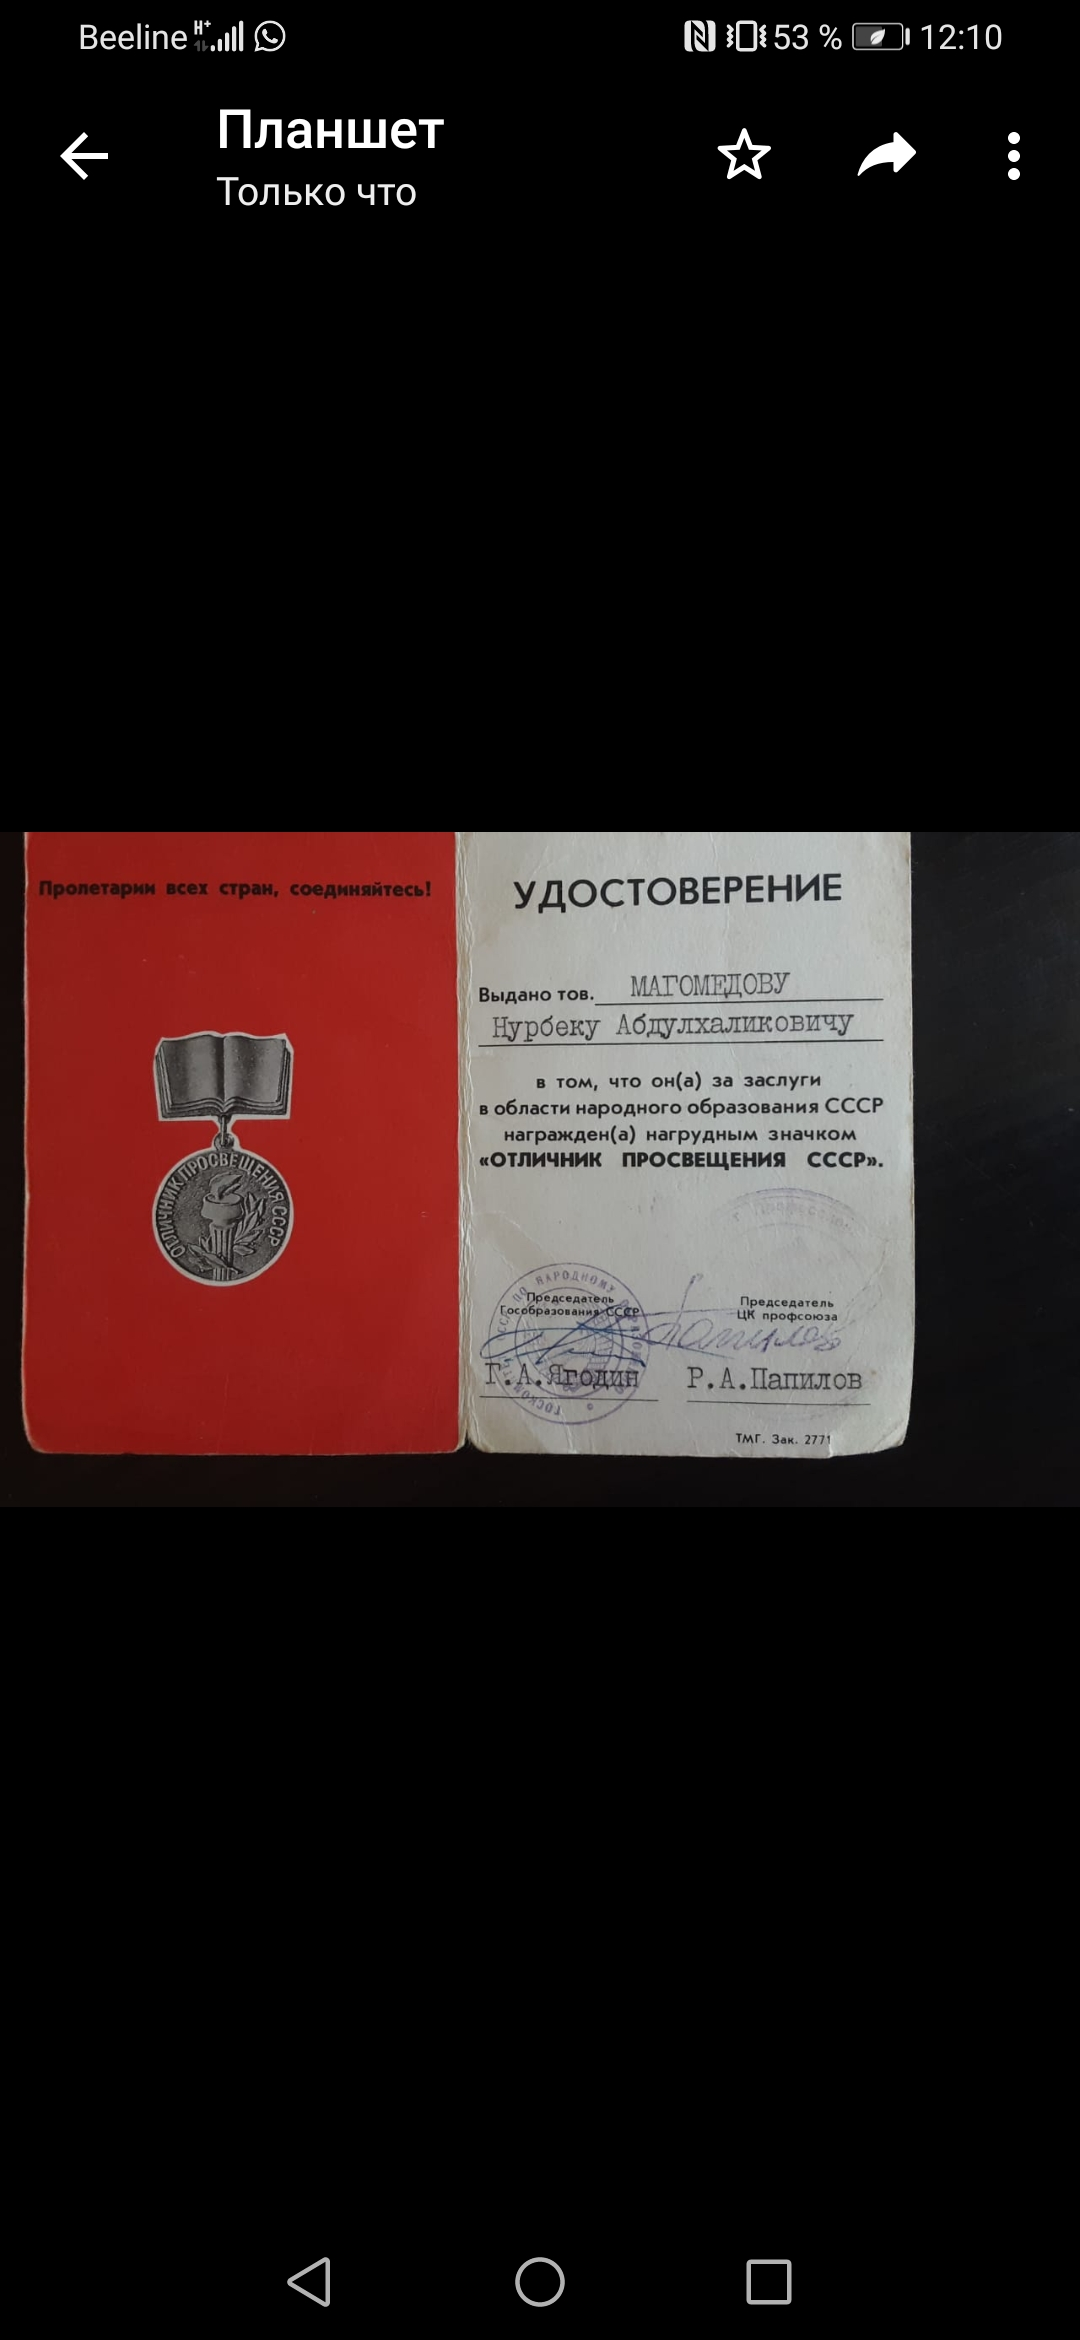 Beeline H+ 53 % 12:10
Планшет
Только что
Пролетарии всех стран, соединяйтесь!
ОТЛИЧНИК ПРОСВЕЩЕНИЯ СССР
УДОСТОВЕРЕНИЕ
Выдано тов. МАГОМЕДОВУ
Нурбеку Абдулхаликовичу
в том, что он(а) за заслуги
в области народного образования СССР
награжден(а) нагрудным значком
«ОТЛИЧНИК ПРОСВЕЩЕНИЯ СССР».
ПО НАРОДНОМУ
Председатель
Гособразования СССР
Г.А.Ягодин
Председатель
ЦК профсоюза
Р.А.Папилов
ТМГ. Зак. 2771